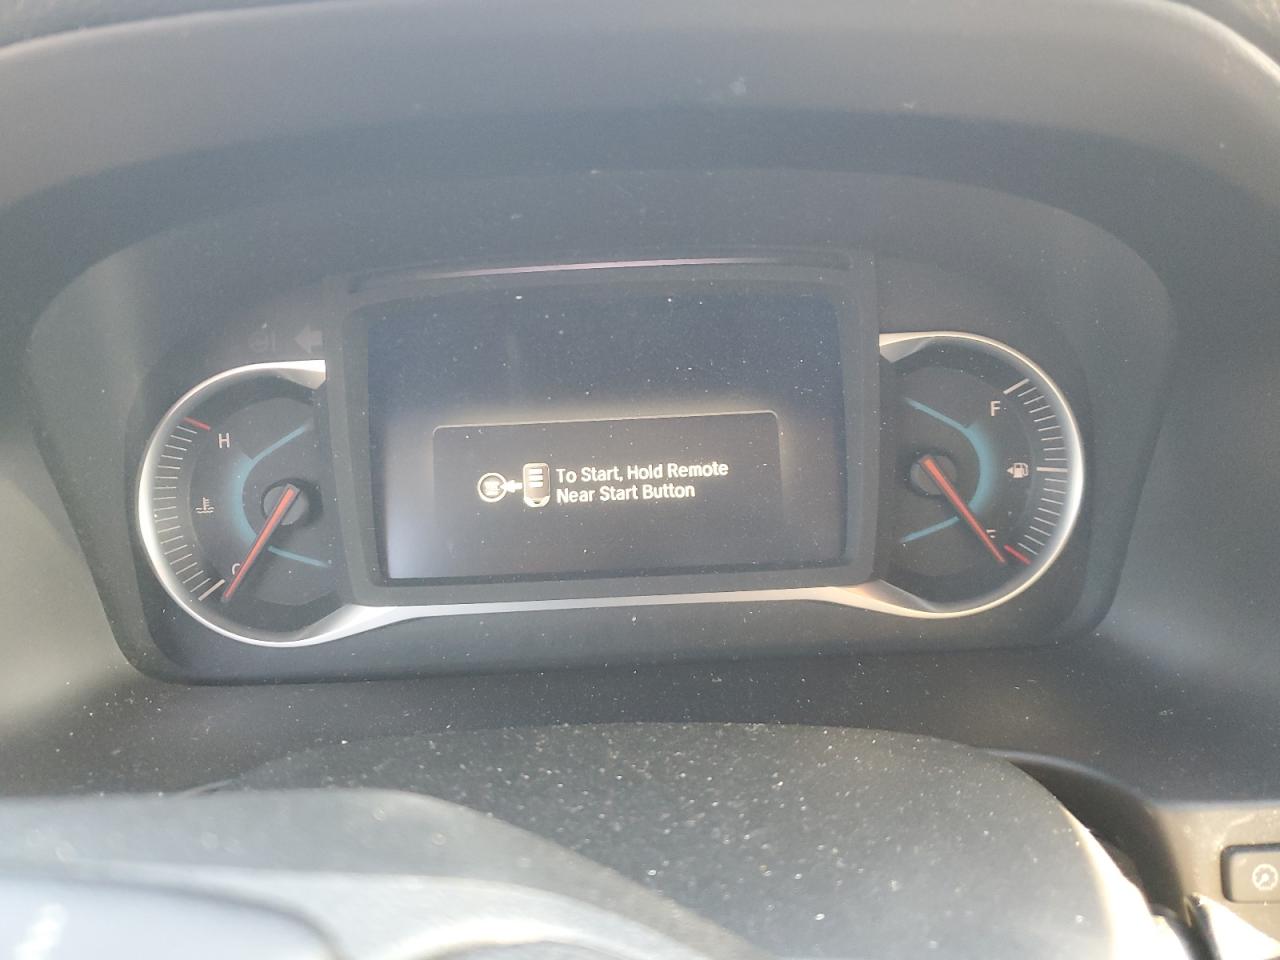 H
C
To Start, Hold Remote
Near Start Button
F